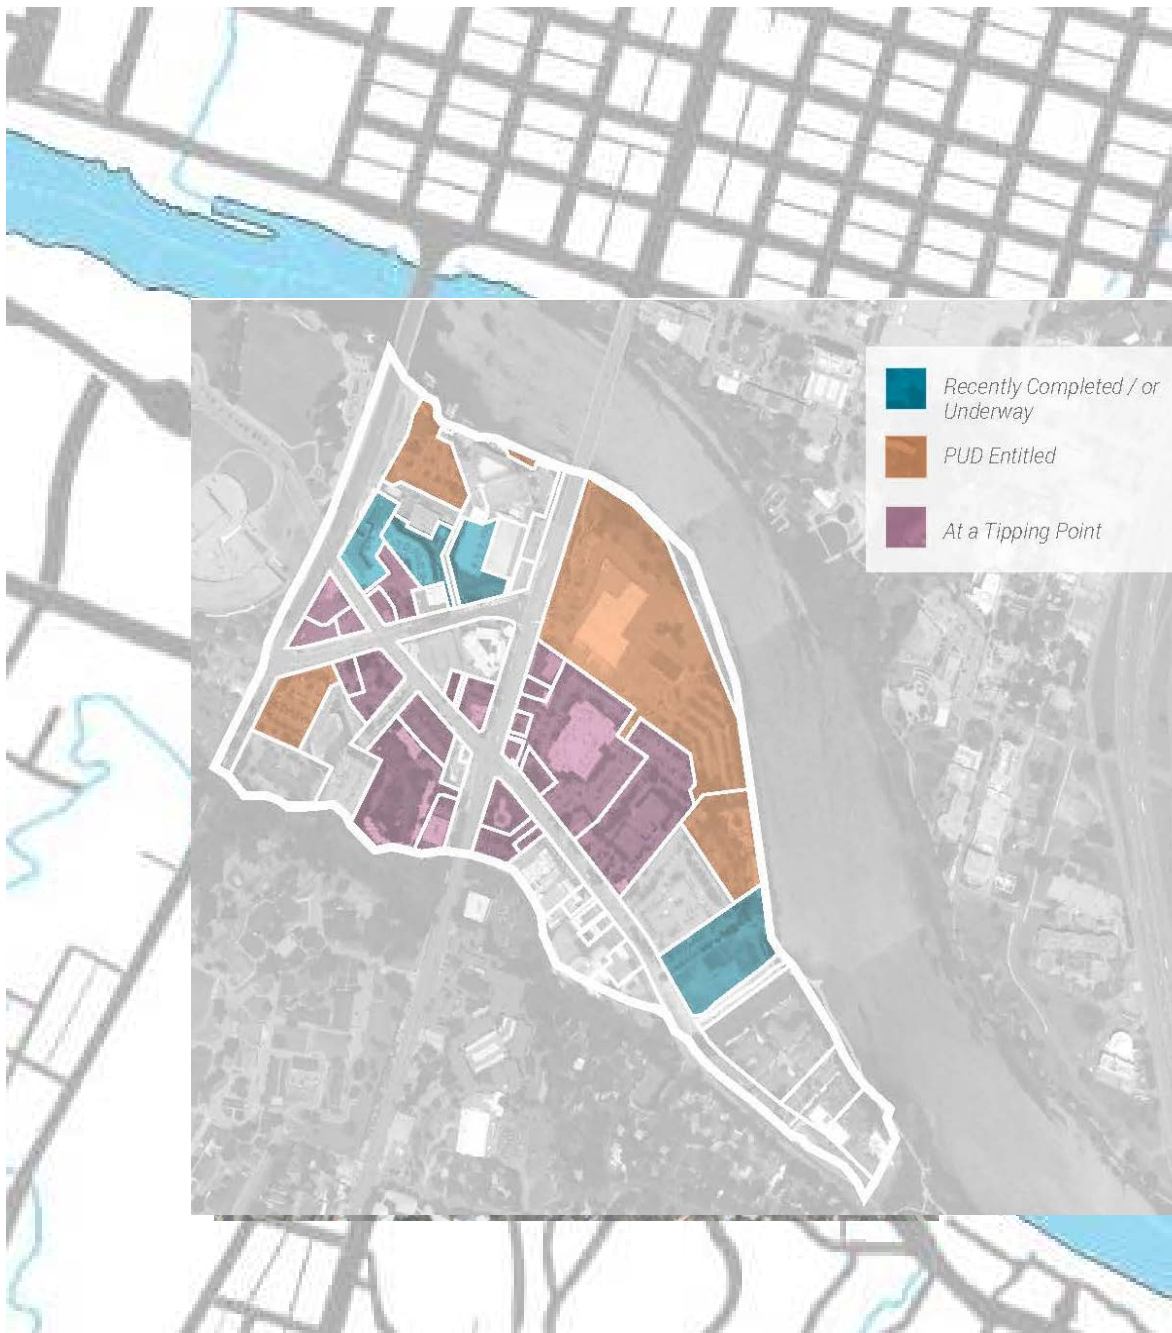 Recently Completed / or
Underway
PUD Entitled
At a Tipping Point